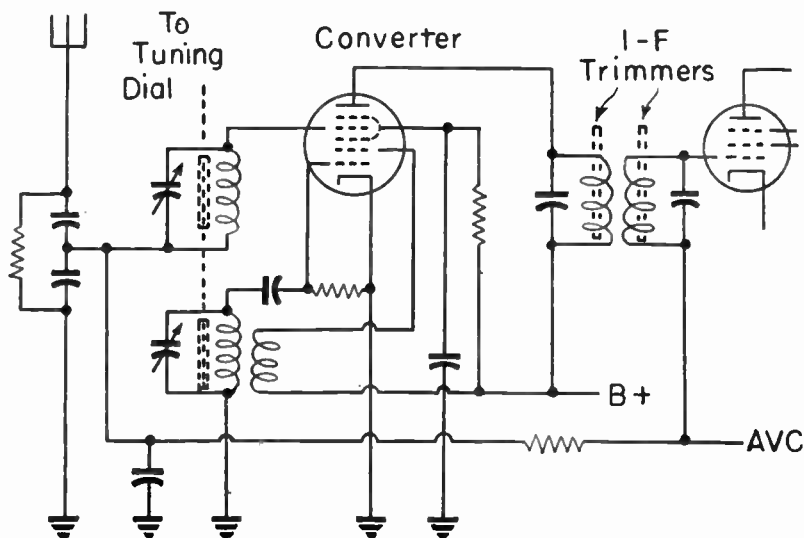 To
Tuning
Dial
Converter
I-F
Trimmers
B+
AVC